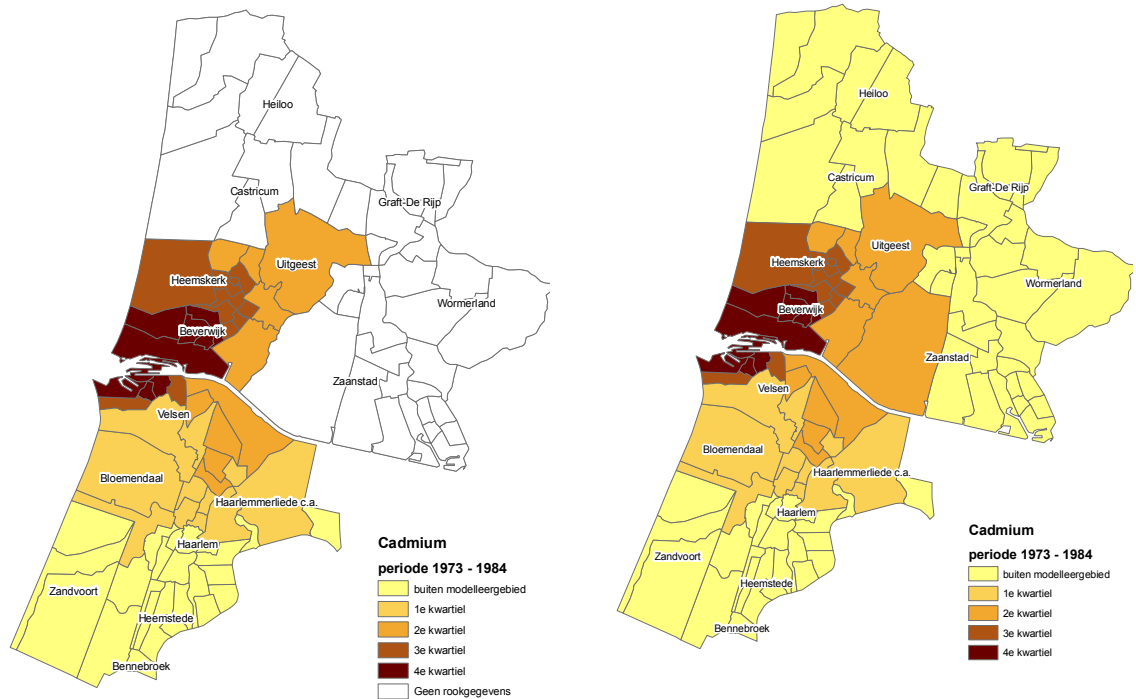 Heiloo
Castricum
Graft-De Rijp
Uitgeest
Heemskerk
Wormerland
Beverwijk
Zaanstad
Velsen
Bloemendaal
Haarlemmerliede c.a.
Haarlem
Zandvoort
Heemstede
Bennebroek
Cadmium
periode 1973 - 1984
buiten modelleergebied
1e kwartiel
2e kwartiel
3e kwartiel
4e kwartiel
Geen rookgegevens
Heiloo
Castricum
Graft-De Rijp
Uitgeest
Heemskerk
Wormerland
Beverwijk
Zaanstad
Velsen
Bloemendaal
Haarlemmerliede c.a.
Haarlem
Zandvoort
Heemstede
Bennebroek
Cadmium
periode 1973 - 1984
buiten modelleergebied
1e kwartiel
2e kwartiel
3e kwartiel
4e kwartiel